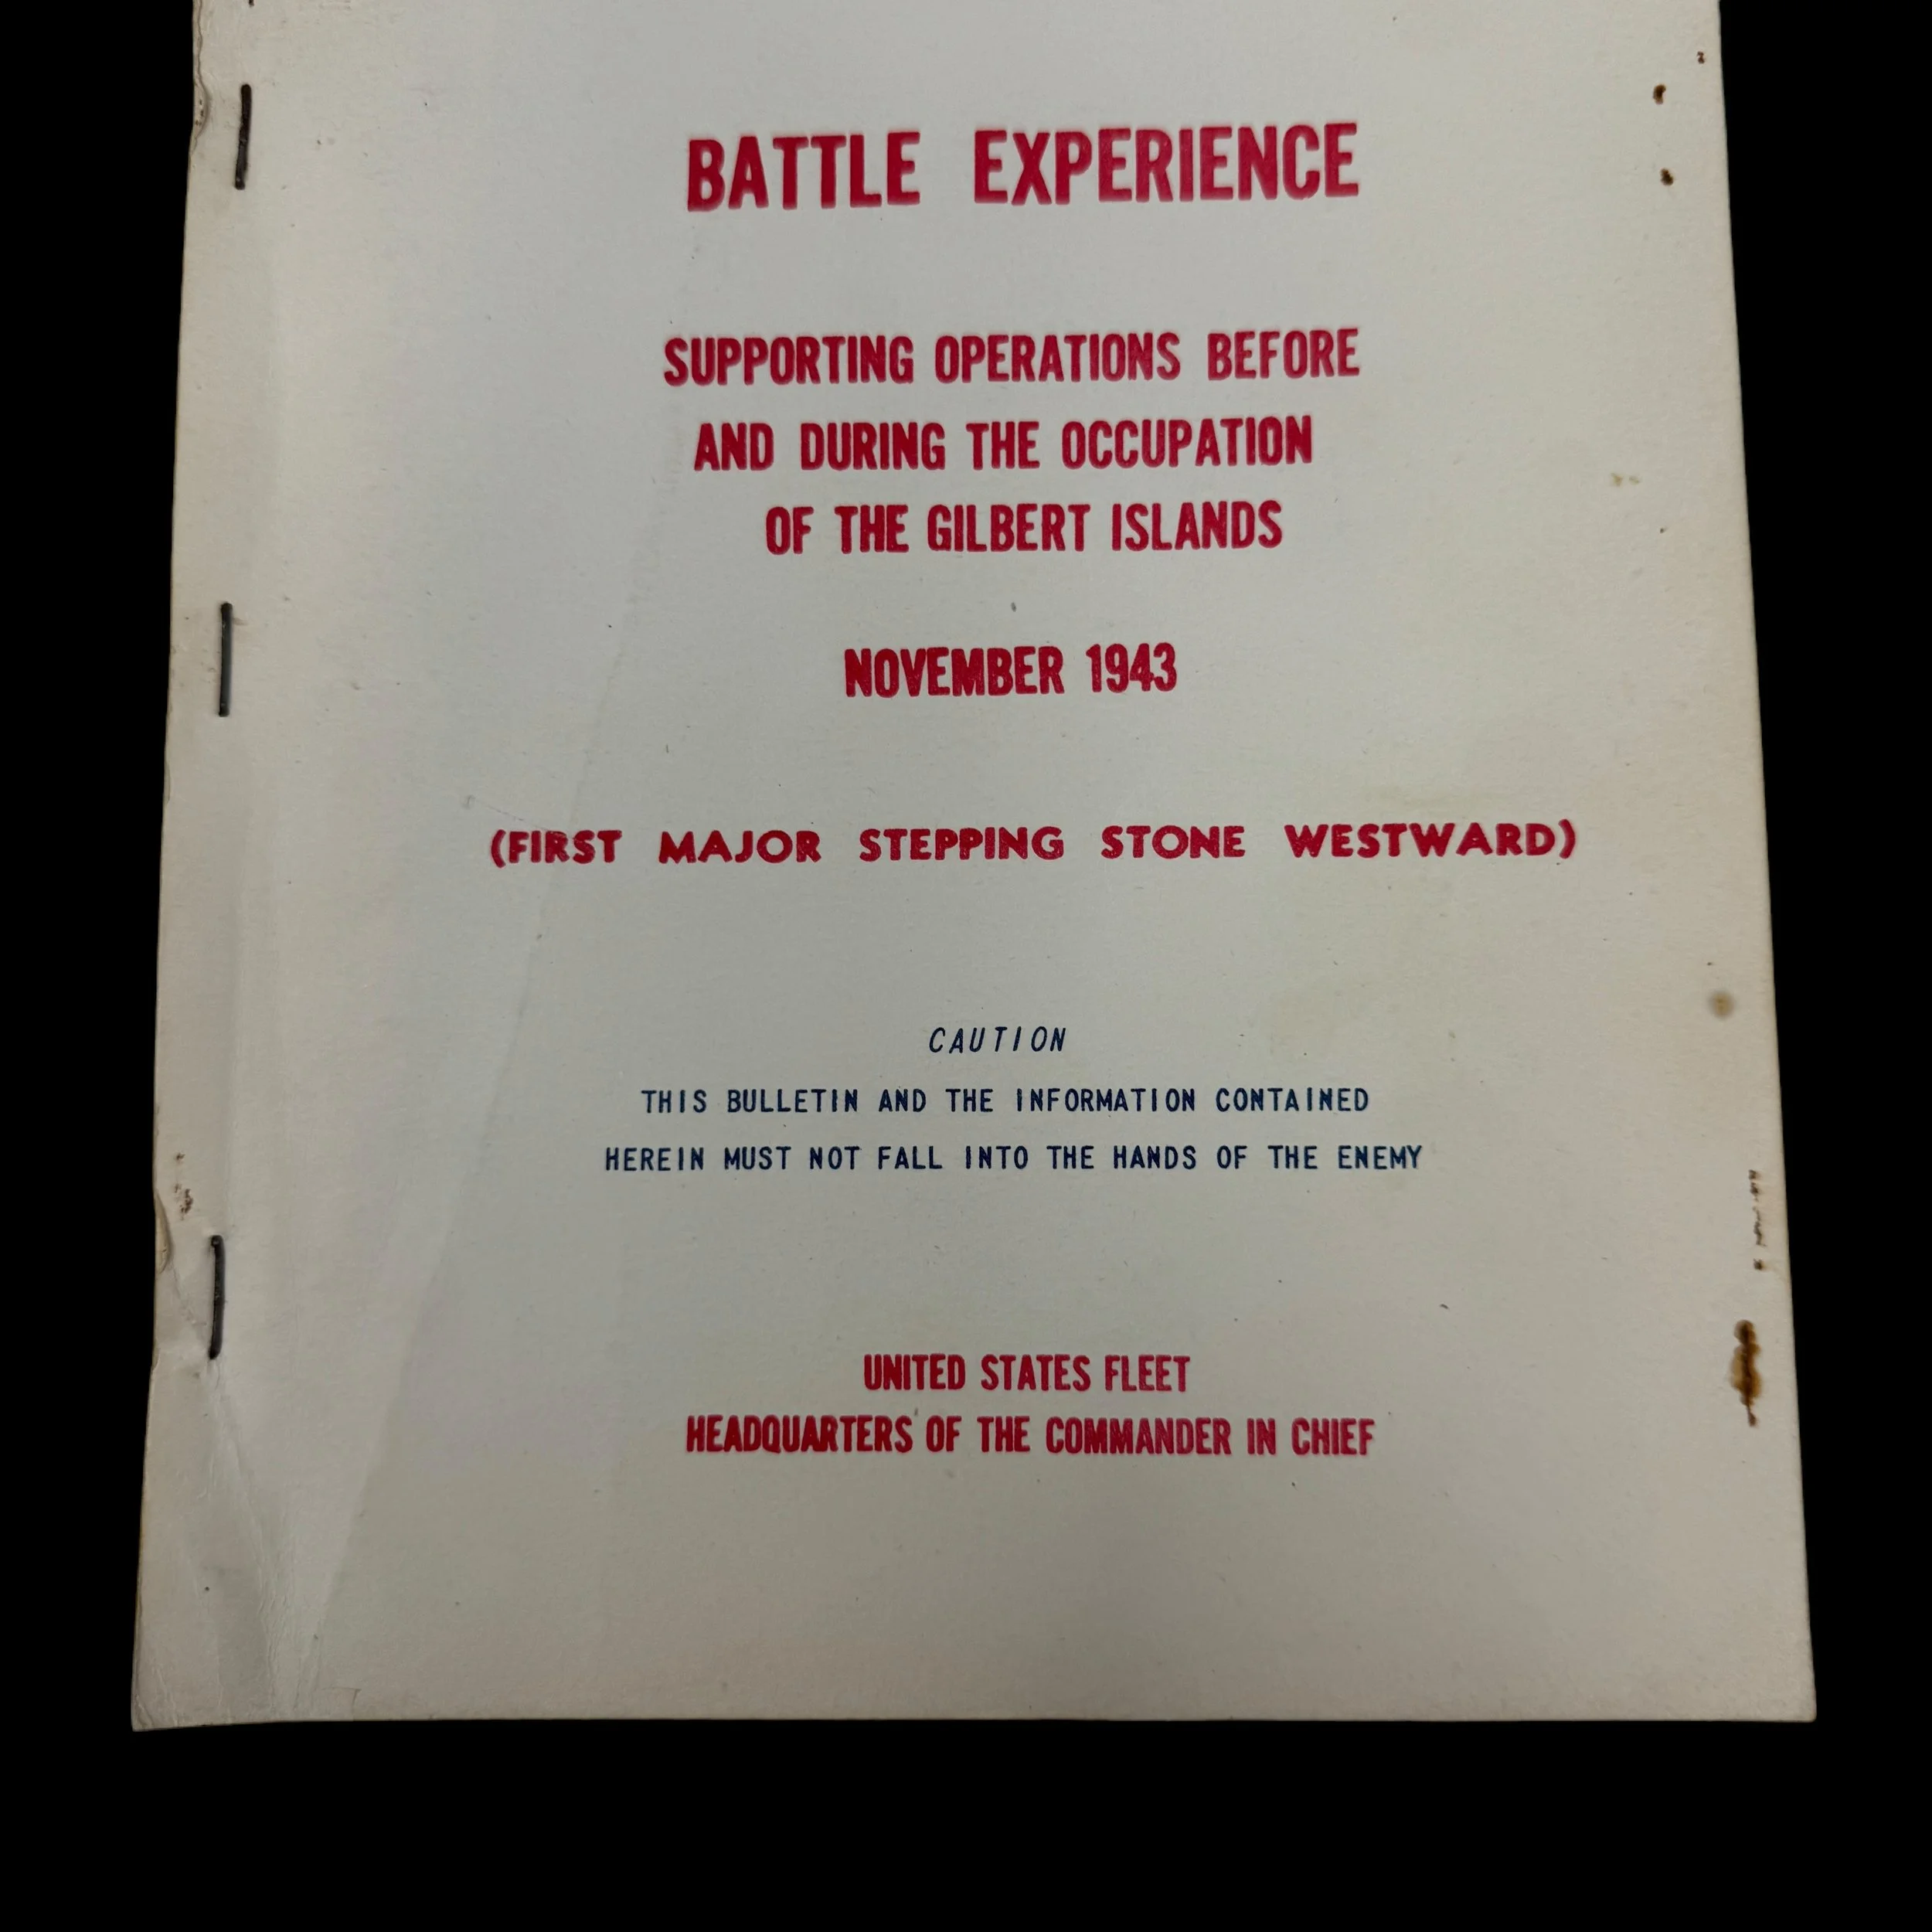 BATTLE EXPERIENCE
SUPPORTING OPERATIONS BEFORE
AND DURING THE OCCUPATION
OF THE GILBERT ISLANDS
NOVEMBER 1943
(FIRST MAJOR STEPPING STONE WESTWARD)
CAUTION
THIS BULLETIN AND THE INFORMATION CONTAINED
HEREIN MUST NOT FALL INTO THE HANDS OF THE ENEMY
UNITED STATES FLEET
HEADQUARTERS OF THE COMMANDER IN CHIEF